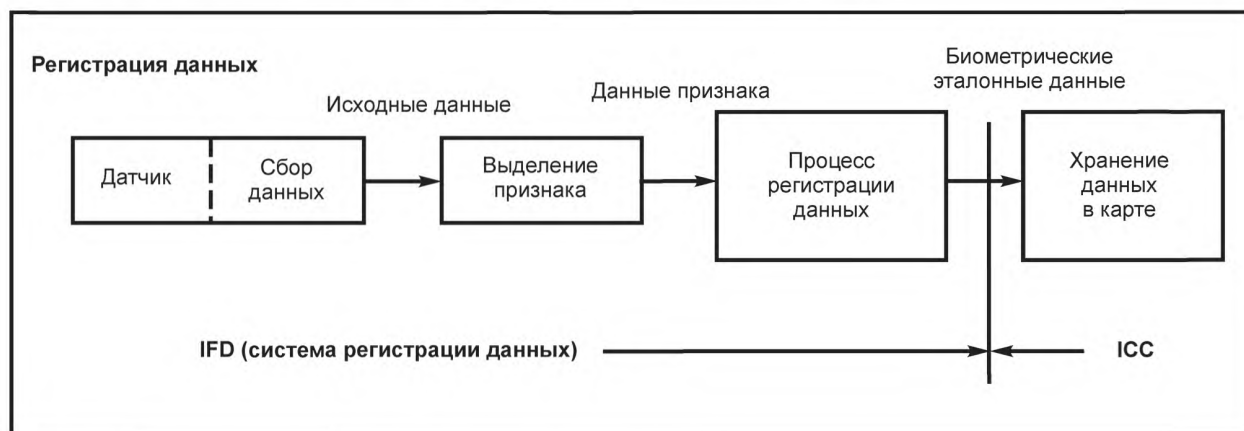 Регистрация данных
Биометрические
эталонные данные
Исходные данные
Данные признака
Датчик
Сбор
данных
Выделение
признака
Процесс
регистрации
данных
Хранение
данных
в карте
IFD (система регистрации данных)
ICC